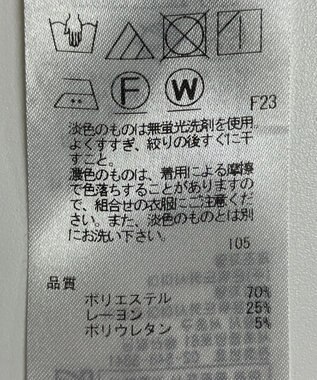 F W
F23
淡色のものは無蛍光洗剤を使用。
よくすすぎ、絞りの後すぐに干
すこと。
濃色のものは、着用による摩擦
で色落ちすることがありますの
で、組合せの衣服にご注意くだ
さい。また、淡色のものとは別
にお洗い下さい。
105
品質
ポリエステル 70%
レーヨン 25%
ポリウレタン 5%